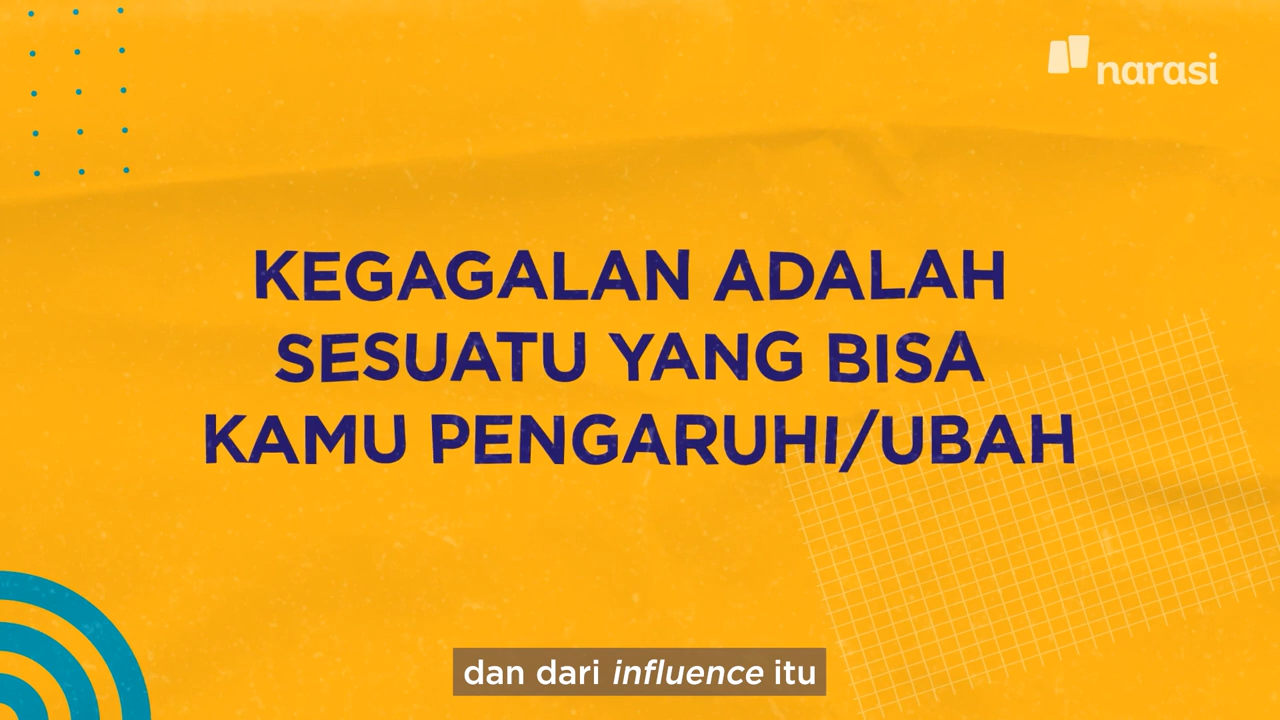 narasi
KEGAGALAN ADALAH
SESUATU YANG BISA
KAMU PENGARUHI/UBAH
dan dari influence itu